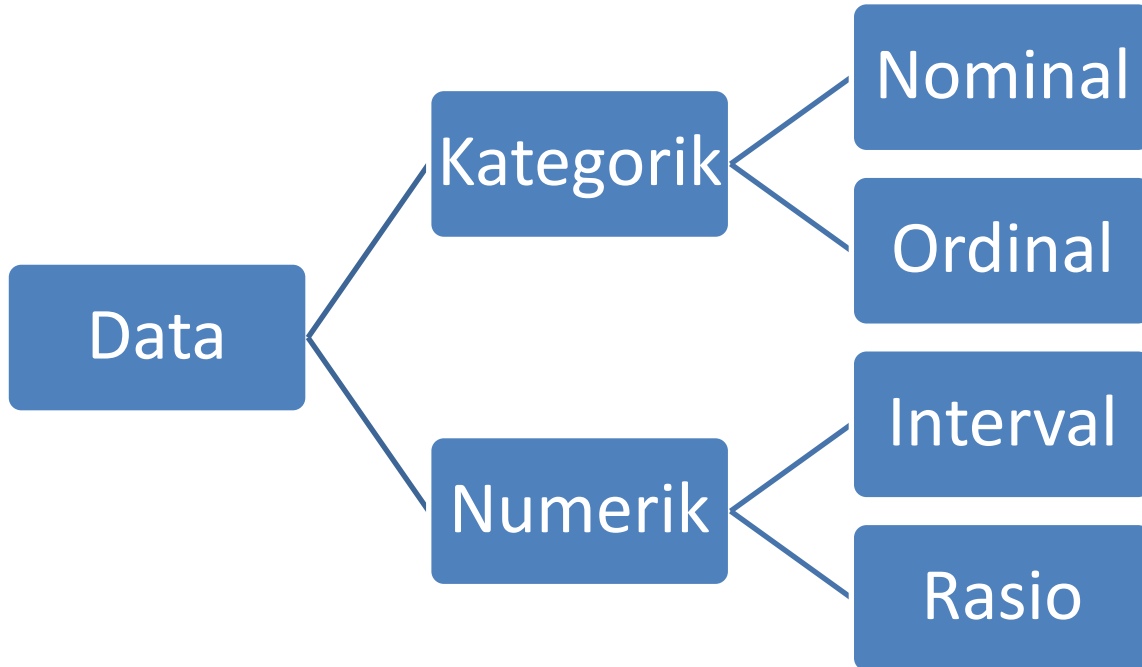 Data
Kategorik
Nominal
Ordinal
Numerik
Interval
Rasio